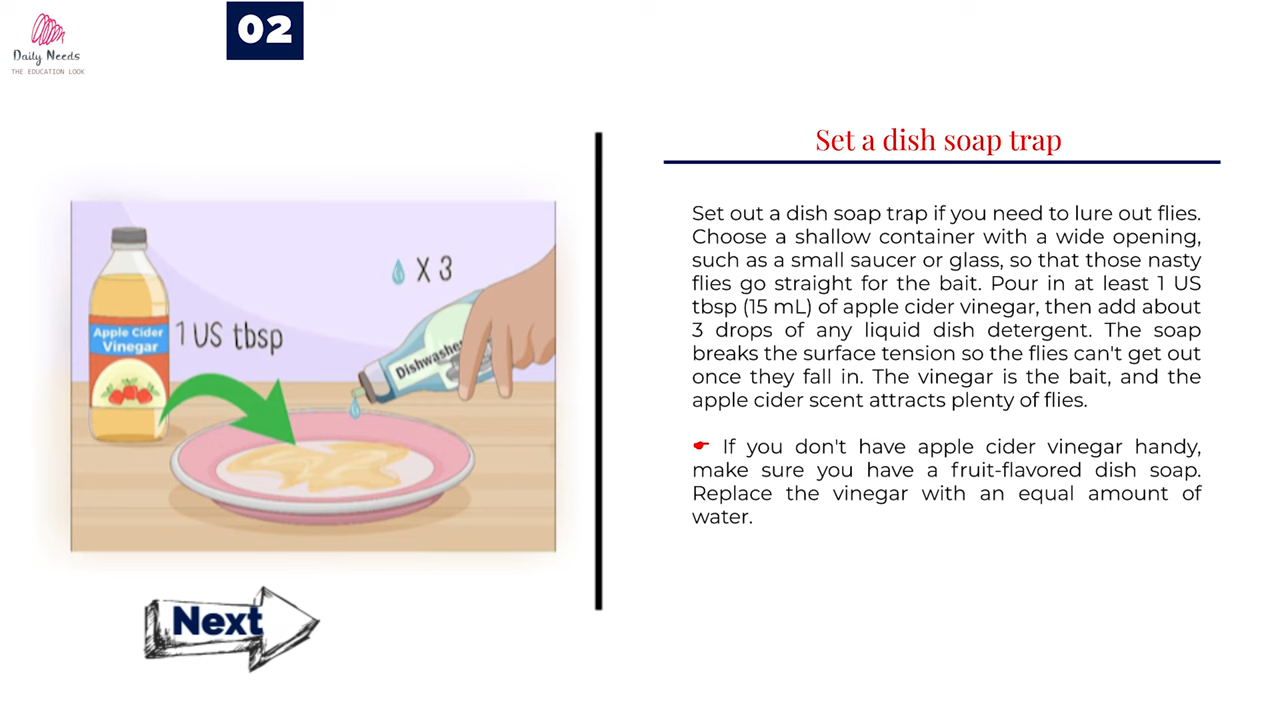 Daily Needs
THE EDUCATION LOOK
02
Set a dish soap trap
Set out a dish soap trap if you need to lure out flies.
Choose a shallow container with a wide opening,
such as a small saucer or glass, so that those nasty
flies go straight for the bait. Pour in at least 1 US
tbsp (15 mL) of apple cider vinegar, then add about
3 drops of any liquid dish detergent. The soap
breaks the surface tension so the flies can't get out
once they fall in. The vinegar is the bait, and the
apple cider scent attracts plenty of flies.
If you don't have apple cider vinegar handy,
make sure you have a fruit-flavored dish soap.
Replace the vinegar with an equal amount of
water.
X 3
1 US tbsp
Apple Cider
Vinegar
Dishwasher
Next